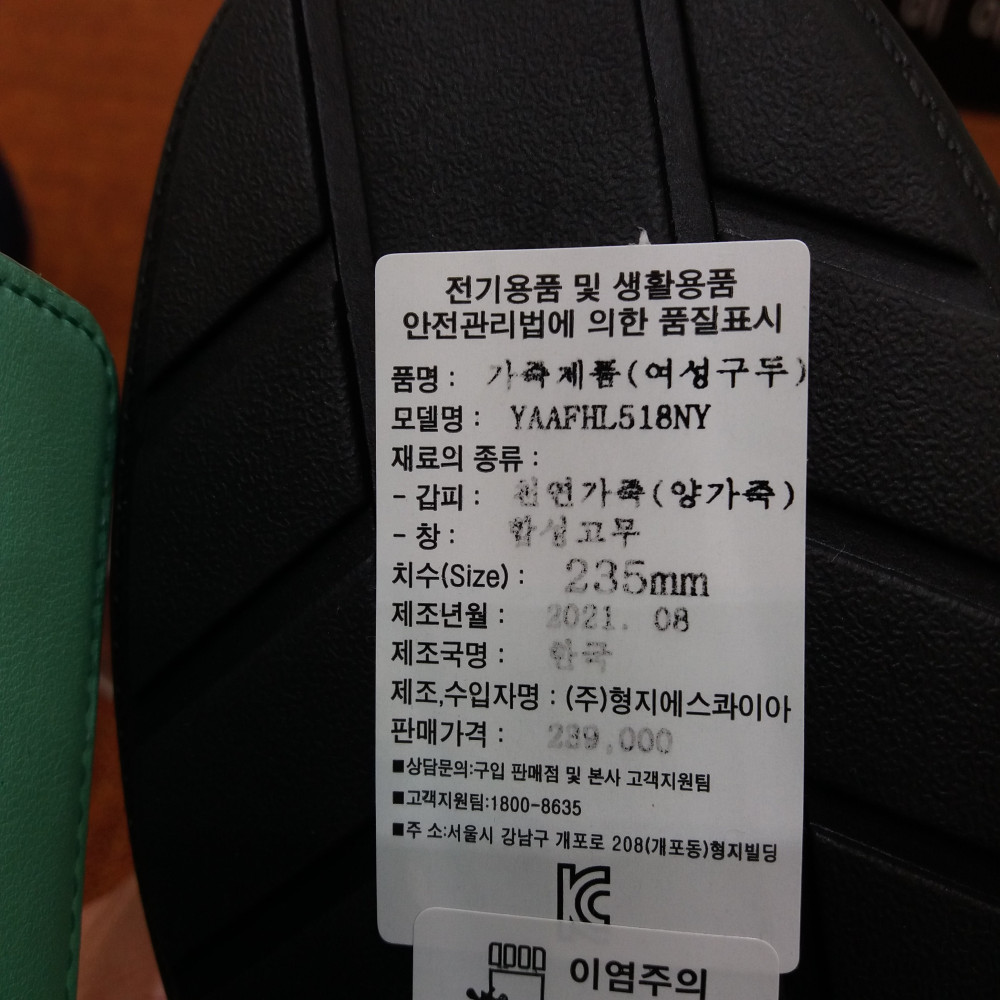 전기용품 및 생활용품
안전관리법에 의한 품질표시
품명 : 가죽제품(여성구두)
모델명 : YAAFHL518NY
재료의 종류 :
- 갑피 : 천연가죽(양가죽)
- 창 : 합성고무
치수(Size) : 235mm
제조년월 : 2021. 08
제조국명 : 한국
제조,수입자명 : (주)형지에스콰이아
판매가격 : 239,000
■상담문의:구입 판매점 및 본사 고객지원팀
■고객지원팀:1800-8635
■주 소:서울시 강남구 개포로 208(개포동)형지빌딩
KC
이염주의